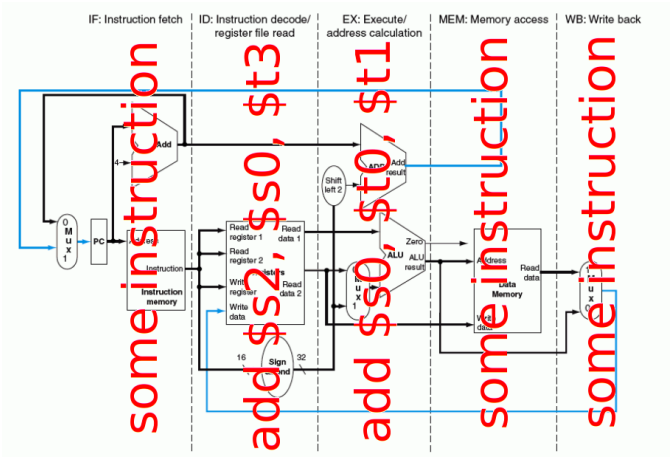 IF: Instruction fetch
ID: Instruction decode/
register file read
EX: Execute/
address calculation
MEM: Memory access
WB: Write back
some instruction
add $s2, $s0, $t3
add $s0, $t0, $t1
some instruction
some instruction
Add
4
Shift
left 2
Add
result
0
M
u
x
1
PC
Instruction
Instruction
memory
Read
register 1
Read
register 2
register
Write
data
Read
data 1
Read
data 2
16
32
Sign
M
u
x
1
Zero
ALU
ALU
result
Address
Read
data
Data
Memory
data